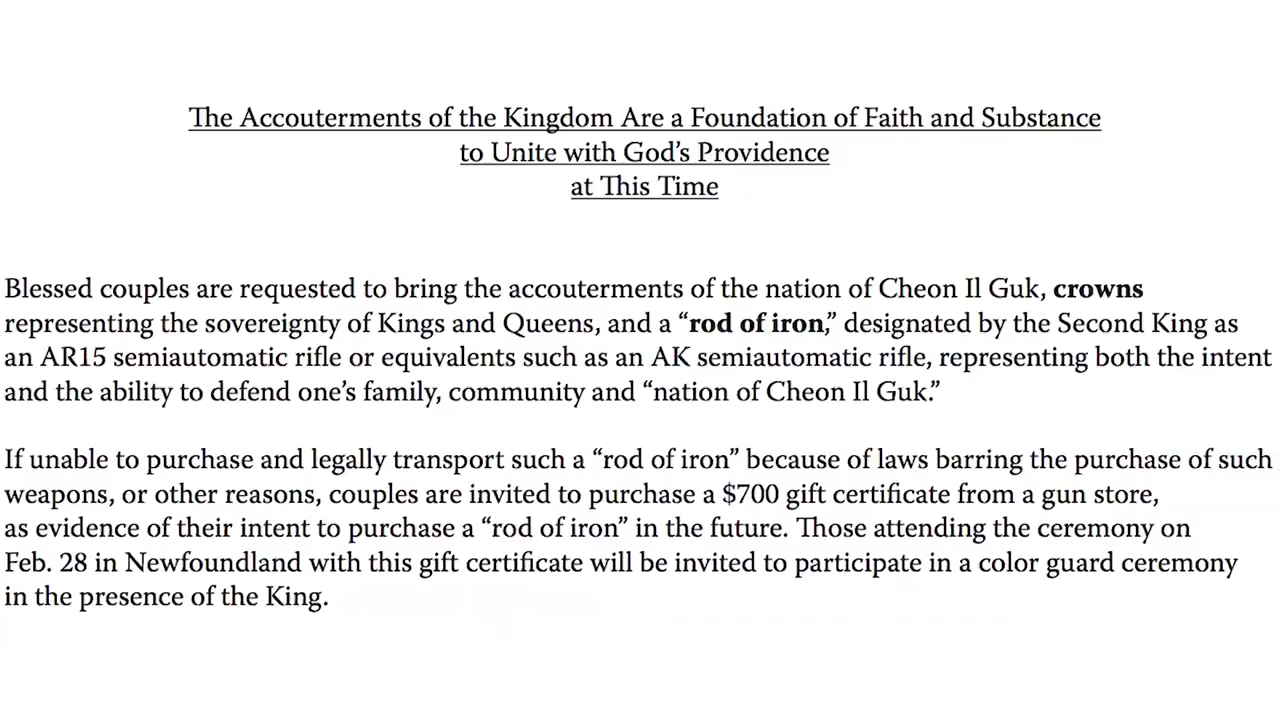 The Accouterments of the Kingdom Are a Foundation of Faith and Substance
to Unite with God's Providence
at This Time
Blessed couples are requested to bring the accouterments of the nation of Cheon Il Guk, crowns
representing the sovereignty of Kings and Queens, and a “rod of iron,” designated by the Second King as
an AR15 semiautomatic rifle or equivalents such as an AK semiautomatic rifle, representing both the intent
and the ability to defend one's family, community and “nation of Cheon Il Guk.”
If unable to purchase and legally transport such a “rod of iron” because of laws barring the purchase of such
weapons, or other reasons, couples are invited to purchase a $700 gift certificate from a gun store,
as evidence of their intent to purchase a “rod of iron” in the future. Those attending the ceremony on
Feb. 28 in Newfoundland with this gift certificate will be invited to participate in a color guard ceremony
in the presence of the King.